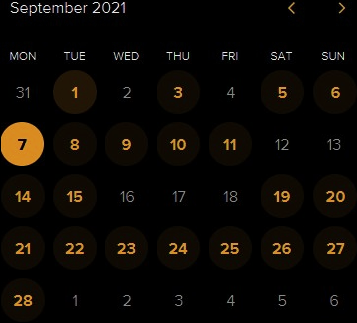 September 2021
MON TUE WED THU FRI SAT SUN
31 1 2 3 4 5 6
7 8 9 10 11 12 13
14 15 16 17 18 19 20
21 22 23 24 25 26 27
28 1 2 3 4 5 6